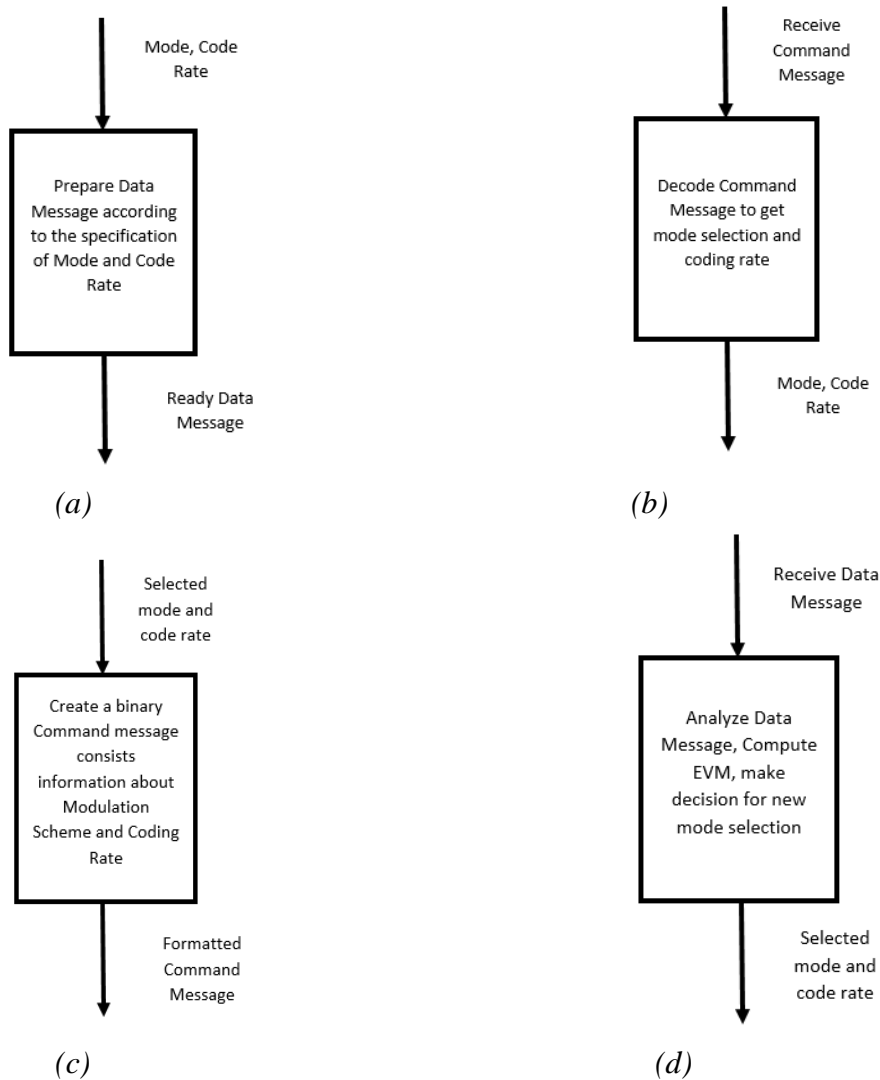 Mode, Code
Rate
Prepare Data
Message according
to the specification
of Mode and Code
Rate
Ready Data
Message
(a)
Receive
Command
Message
Decode Command
Message to get
mode selection and
coding rate
Mode, Code
Rate
(b)
Selected
mode and
code rate
Create a binary
Command message
consists
information about
Modulation
Scheme and Coding
Rate
Formatted
Command
Message
(c)
Receive Data
Message
Analyze Data
Message, Compute
EVM, make
decision for new
mode selection
Selected
mode and
code rate
(d)